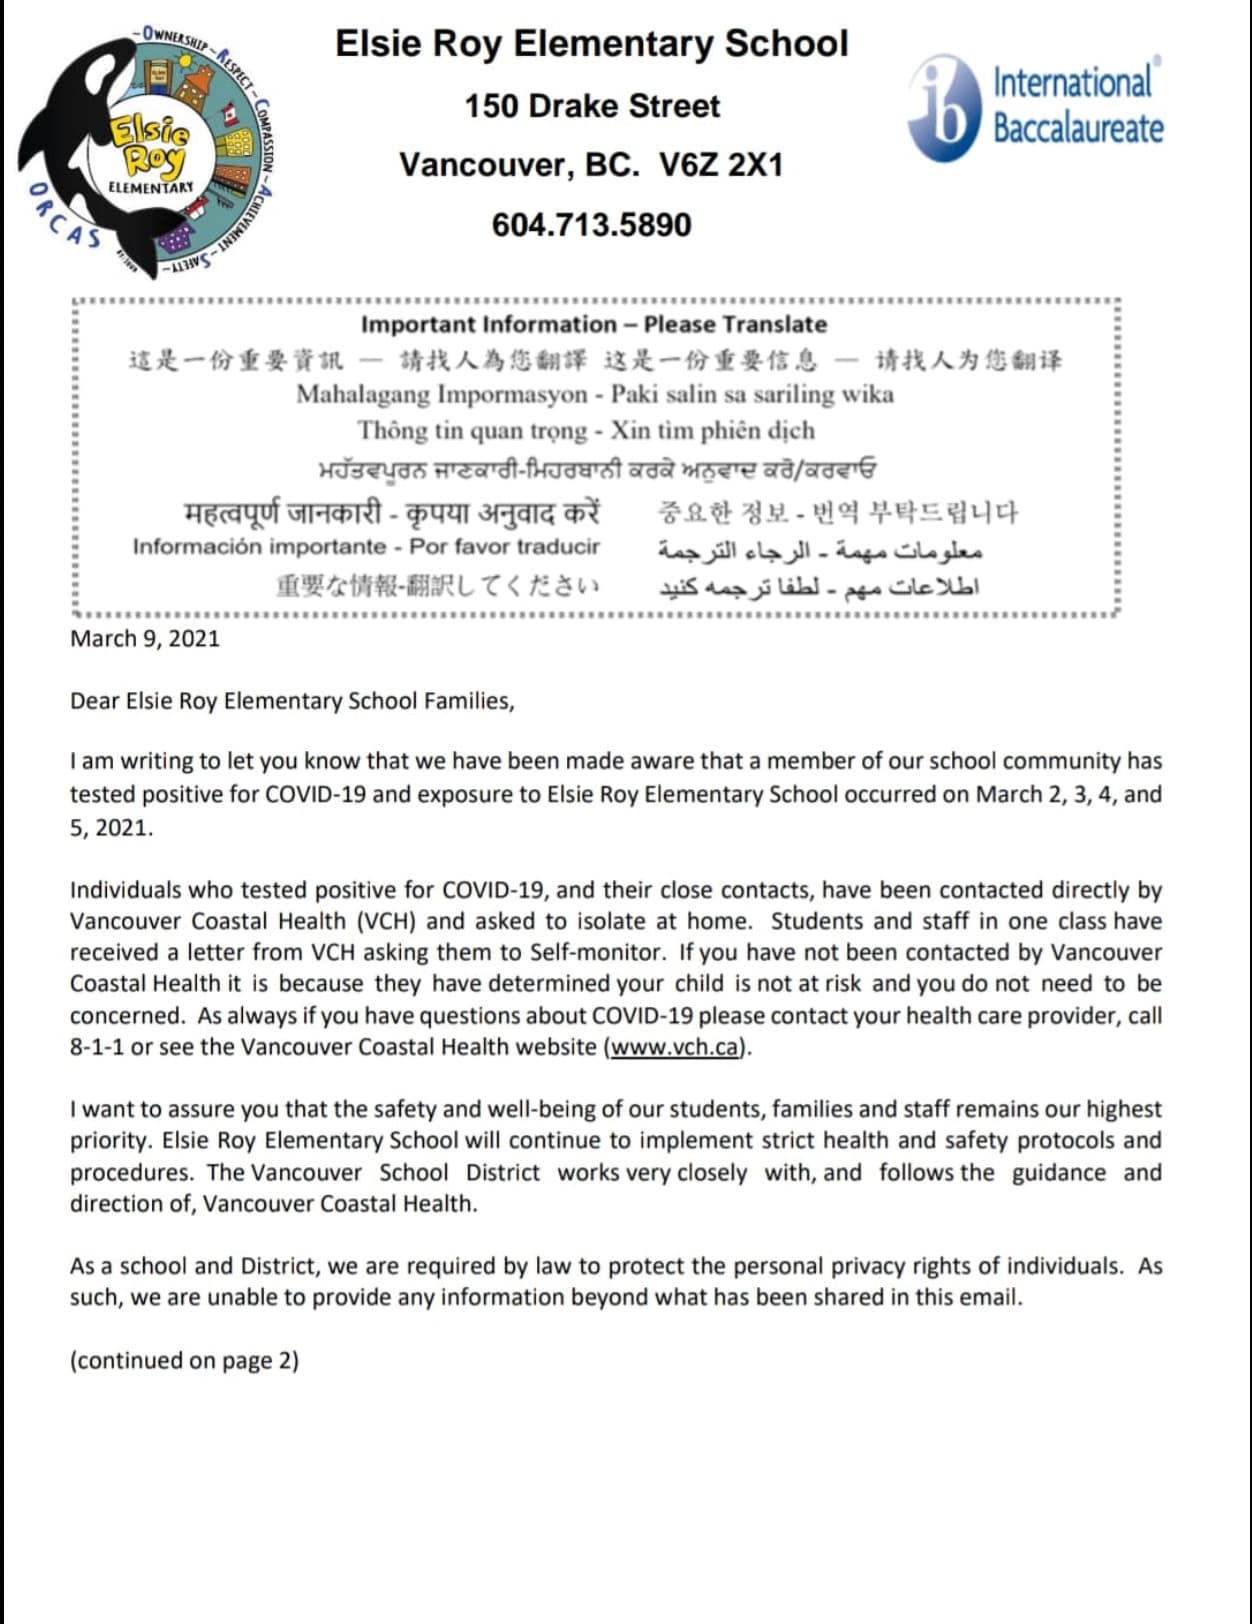 - OWNERSHIP - RESPECT - COMPASSION - ACHIEVEMENT - SAFETY -
Elsie
Roy
ELEMENTARY
ORCAS
Elsie Roy Elementary School
150 Drake Street
Vancouver, BC.  V6Z 2X1
604.713.5890
ib
International
Baccalaureate
Important Information – Please Translate
這是一份重要資訊 — 請找人為您翻譯 这是一份重要信息 — 请找人为您翻译
Mahalagang Impormasyon - Paki salin sa sariling wika
Thông tin quan trọng - Xin tìm phiên dịch
ਮਹੱਤਵਪੂਰਨ ਜਾਣਕਾਰੀ-ਮਿਹਰਬਾਨੀ ਕਰਕੇ ਅਨੁਵਾਦ ਕਰੋ/ਕਰਵਾਓ
महत्वपूर्ण जानकारी - कृपया अनुवाद करें 중요한 정보 - 번역 부탁드립니다
Información importante - Por favor traducir معلومات مهمة - الرجاء الترجمة
重要な情報-翻訳してください اطلاعات مهم - لطفا ترجمه کنید
March 9, 2021
Dear Elsie Roy Elementary School Families,
I am writing to let you know that we have been made aware that a member of our school community has
tested positive for COVID-19 and exposure to Elsie Roy Elementary School occurred on March 2, 3, 4, and
5, 2021.
Individuals who tested positive for COVID-19, and their close contacts, have been contacted directly by
Vancouver Coastal Health (VCH) and asked to isolate at home.  Students and staff in one class have
received a letter from VCH asking them to Self-monitor.  If you have not been contacted by Vancouver
Coastal Health it is because they have determined your child is not at risk and you do not need to be
concerned.  As always if you have questions about COVID-19 please contact your health care provider, call
8-1-1 or see the Vancouver Coastal Health website (www.vch.ca).
I want to assure you that the safety and well-being of our students, families and staff remains our highest
priority. Elsie Roy Elementary School will continue to implement strict health and safety protocols and
procedures. The Vancouver School District works very closely with, and follows the guidance and
direction of, Vancouver Coastal Health.
As a school and District, we are required by law to protect the personal privacy rights of individuals.  As
such, we are unable to provide any information beyond what has been shared in this email.
(continued on page 2)